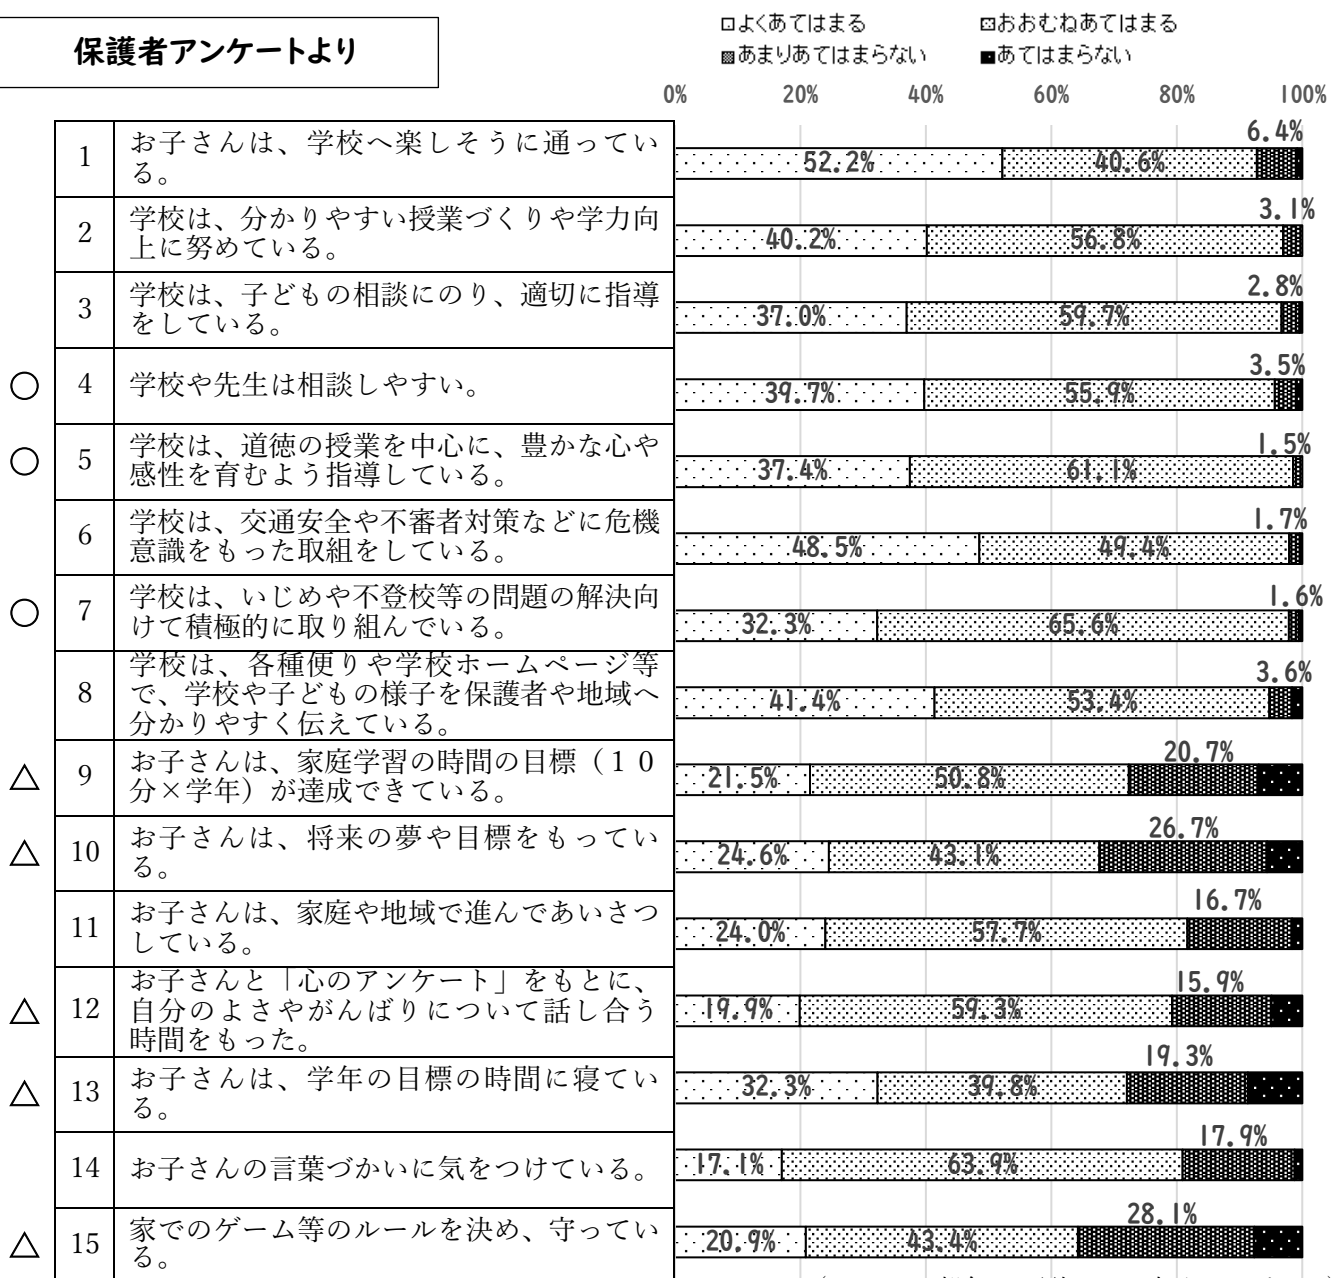 保護者アンケートより
□よくあてはまる
おおむねあてはまる
あまりあてはまらない
■あてはまらない
0% 20% 40% 60% 80% 100%
1 お子さんは、学校へ楽しそうに通ってい
る。
52.2% 40.6% 6.4%
2 学校は、分かりやすい授業づくりや学力向
上に努めている。
40.2% 56.8% 3.1%
3 学校は、子どもの相談にのり、適切に指導
をしている。
37.0% 59.7% 2.8%
○ 4 学校や先生は相談しやすい。
39.7% 55.9% 3.5%
○ 5 学校は、道徳の授業を中心に、豊かな心や
感性を育むよう指導している。
37.4% 61.1% 1.5%
6 学校は、交通安全や不審者対策などに危機
意識をもった取組をしている。
48.5% 49.4% 1.7%
○ 7 学校は、いじめや不登校等の問題の解決向
けて積極的に取り組んでいる。
32.3% 65.6% 1.6%
8 学校は、各種便りや学校ホームページ等
で、学校や子どもの様子を保護者や地域へ
分かりやすく伝えている。
41.4% 53.4% 3.6%
△ 9 お子さんは、家庭学習の時間の目標（１０
分×学年）が達成できている。
21.5% 50.8% 20.7%
△ 10 お子さんは、将来の夢や目標をもってい
る。
24.6% 43.1% 26.7%
11 お子さんは、家庭や地域で進んであいさつ
している。
24.0% 57.7% 16.7%
△ 12 お子さんと「心のアンケート」をもとに、
自分のよさやがんばりについて話し合う
時間をもった。
19.9% 59.3% 15.9%
△ 13 お子さんは、学年の目標の時間に寝てい
る。
32.3% 39.8% 19.3%
14 お子さんの言葉づかいに気をつけている。
17.1% 63.9% 17.9%
△ 15 家でのゲーム等のルールを決め、守ってい
る。
20.9% 43.4% 28.1%